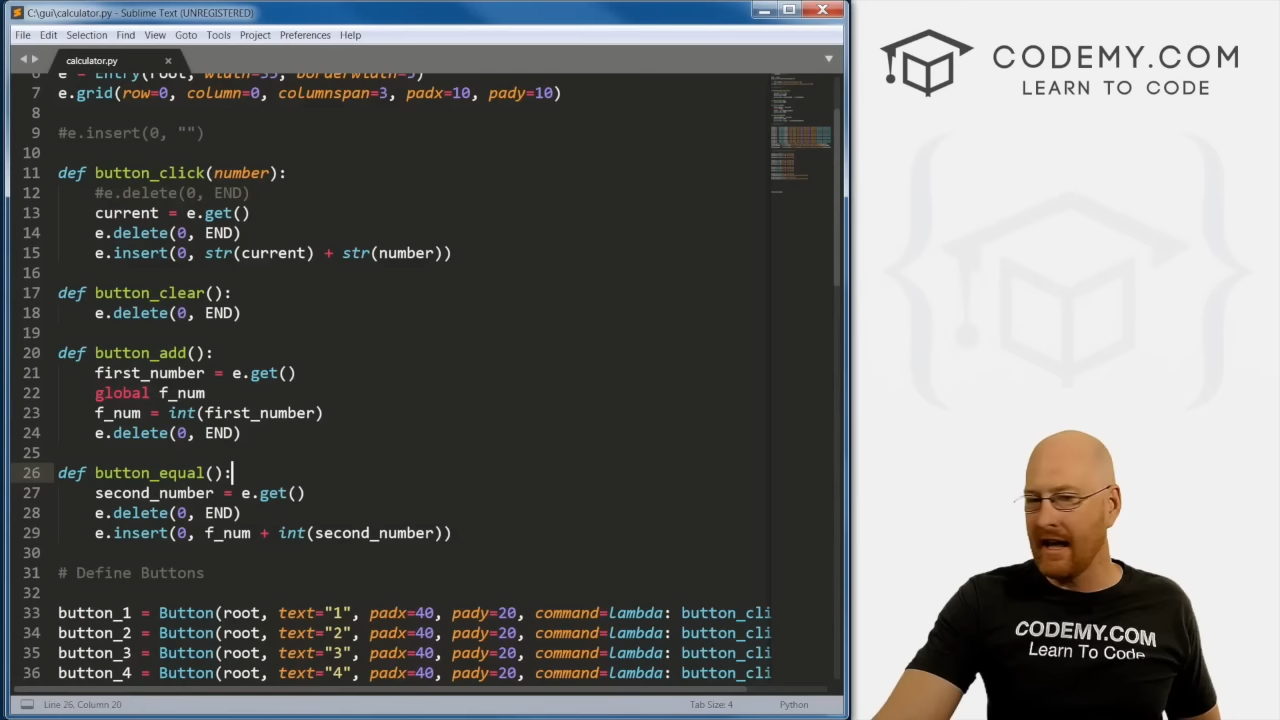 C:\gui\calculator.py - Sublime Text (UNREGISTERED)
File Edit Selection Find View Goto Tools Project Preferences Help
calculator.py
6 e = Entry(root, width=35, borderwidth=5)
7 e.grid(row=0, column=0, columnspan=3, padx=10, pady=10)
8
9 #e.insert(0, "")
10
11 def button_click(number):
12 #e.delete(0, END)
13 current = e.get()
14 e.delete(0, END)
15 e.insert(0, str(current) + str(number))
16
17 def button_clear():
18 e.delete(0, END)
19
20 def button_add():
21 first_number = e.get()
22 global f_num
23 f_num = int(first_number)
24 e.delete(0, END)
25
26 def button_equal():
27 second_number = e.get()
28 e.delete(0, END)
29 e.insert(0, f_num + int(second_number))
30
31 # Define Buttons
32
33 button_1 = Button(root, text="1", padx=40, pady=20, command=lambda: button_cli
34 button_2 = Button(root, text="2", padx=40, pady=20, command=lambda: button_cli
35 button_3 = Button(root, text="3", padx=40, pady=20, command=lambda: button_cli
36 button_4 = Button(root, text="4", padx=40, pady=20, command=lambda: button_cli
Line 26, Column 20
Tab Size: 4
Python
CODEMY.COM
LEARN TO CODE
CODEMY.COM
Learn To Code